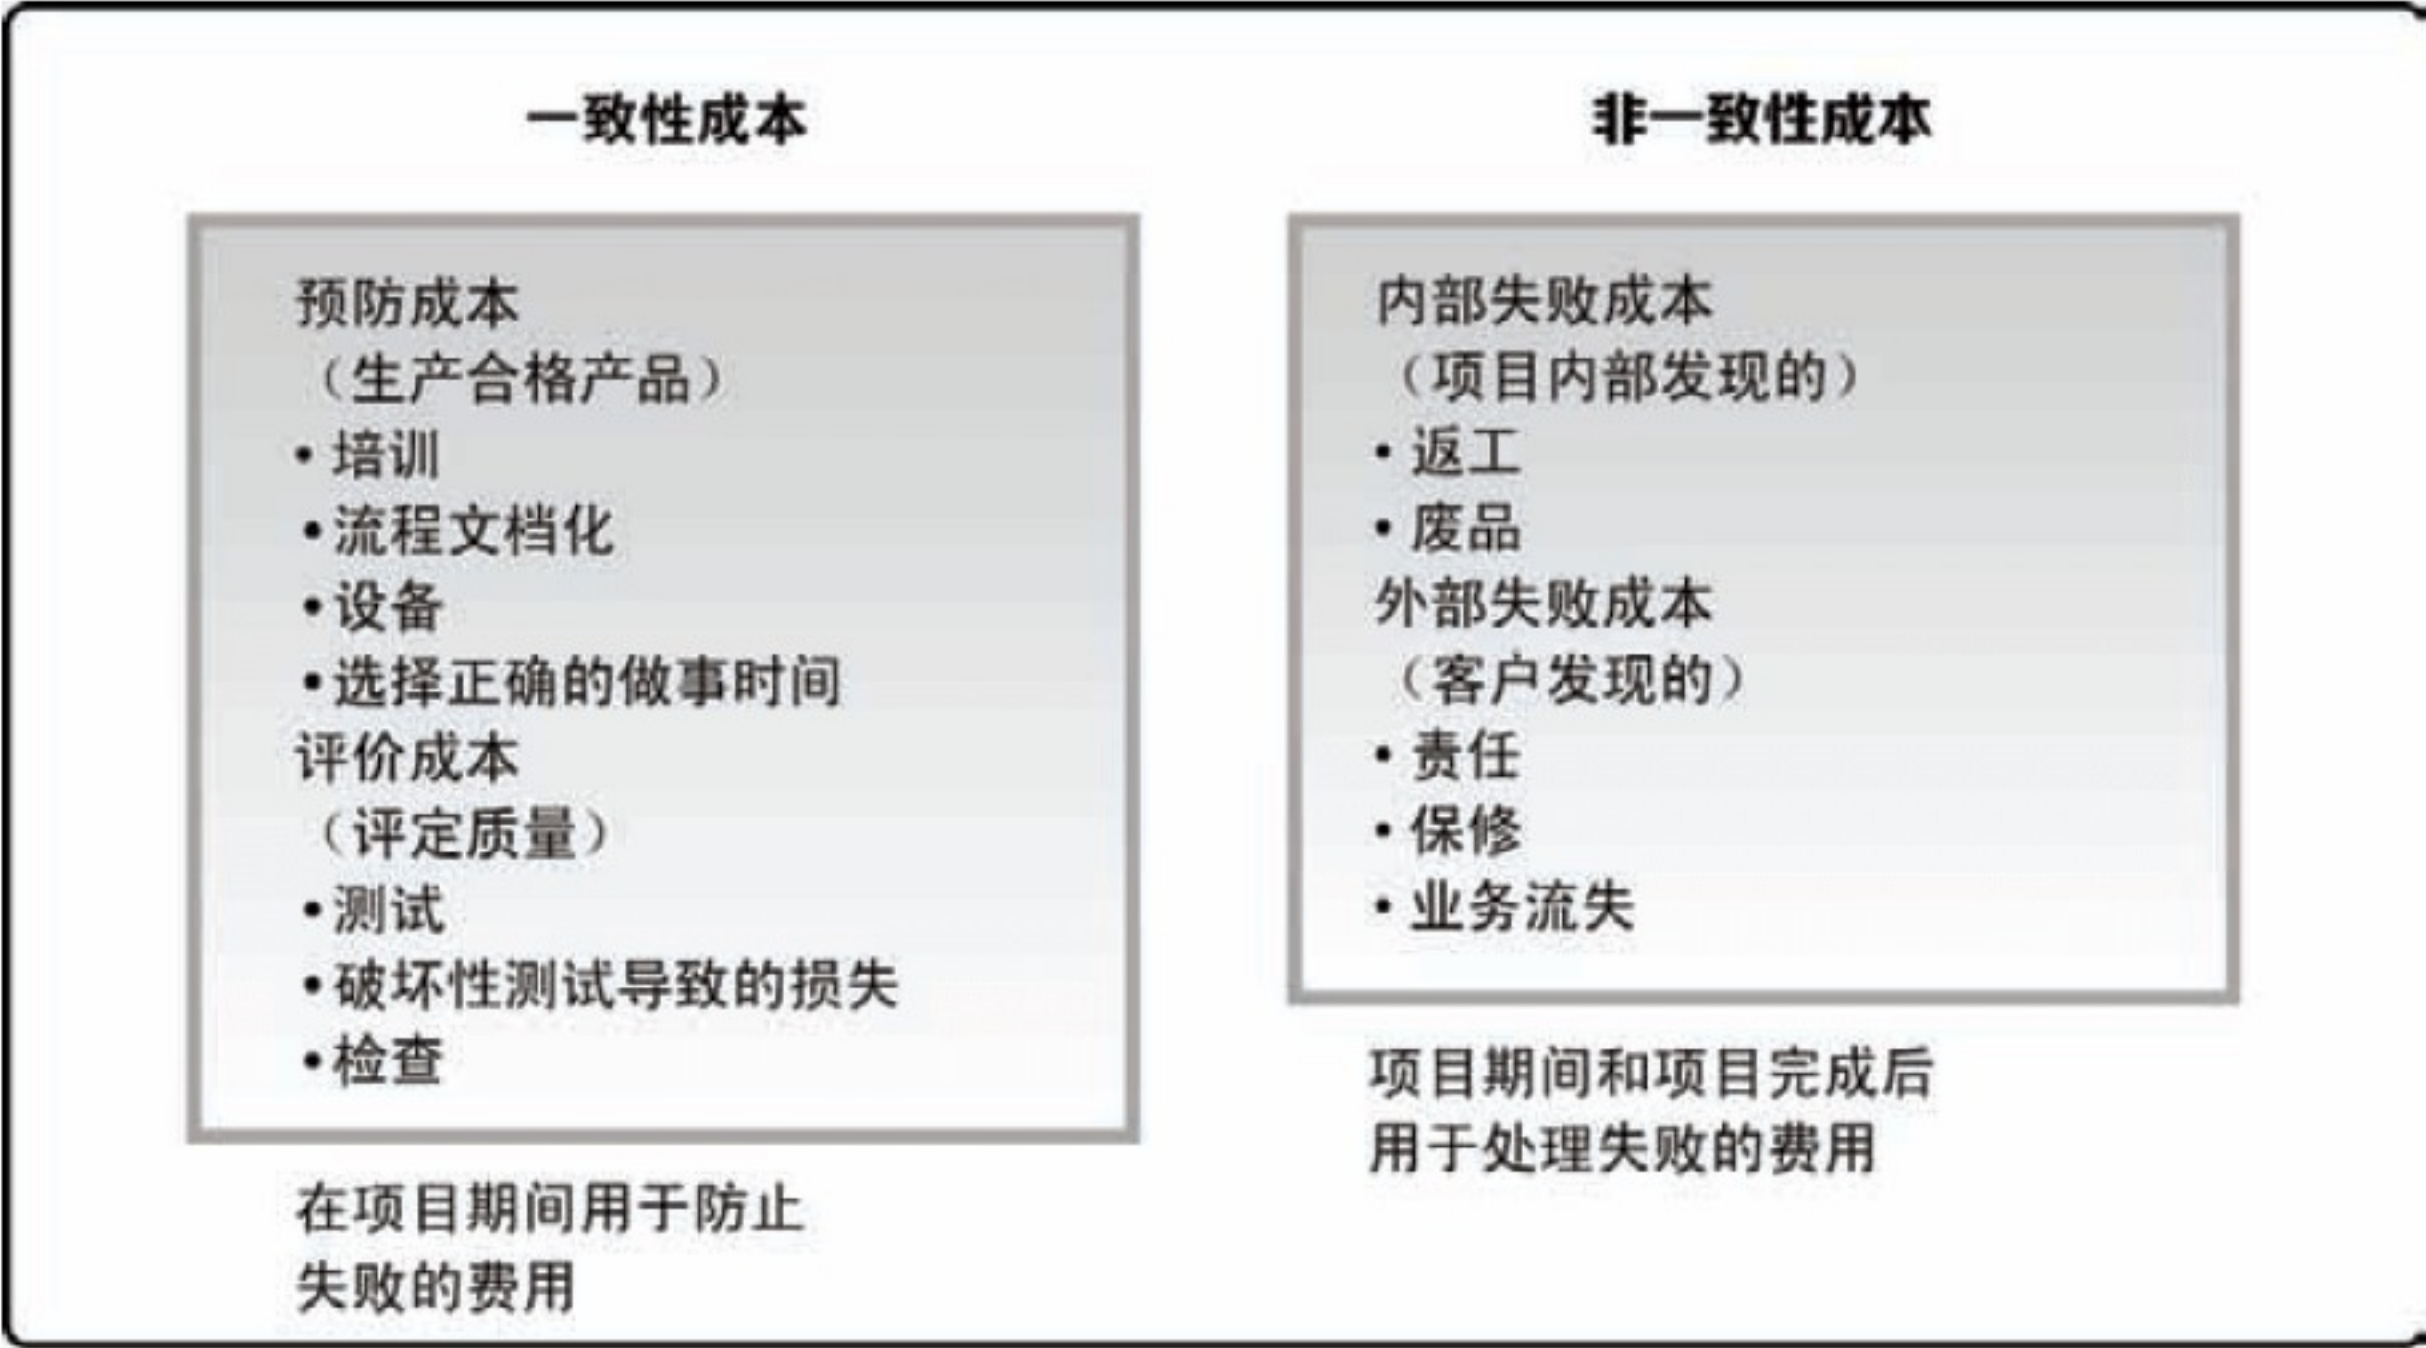 一致性成本
预防成本
（生产合格产品）
•培训
•流程文档化
•设备
•选择正确的做事时间
评价成本
（评定质量）
•测试
•破坏性测试导致的损失
•检查
在项目期间用于防止
失败的费用
非一致性成本
内部失败成本
（项目内部发现的）
•返工
•废品
外部失败成本
（客户发现的）
•责任
•保修
•业务流失
项目期间和项目完成后
用于处理失败的费用